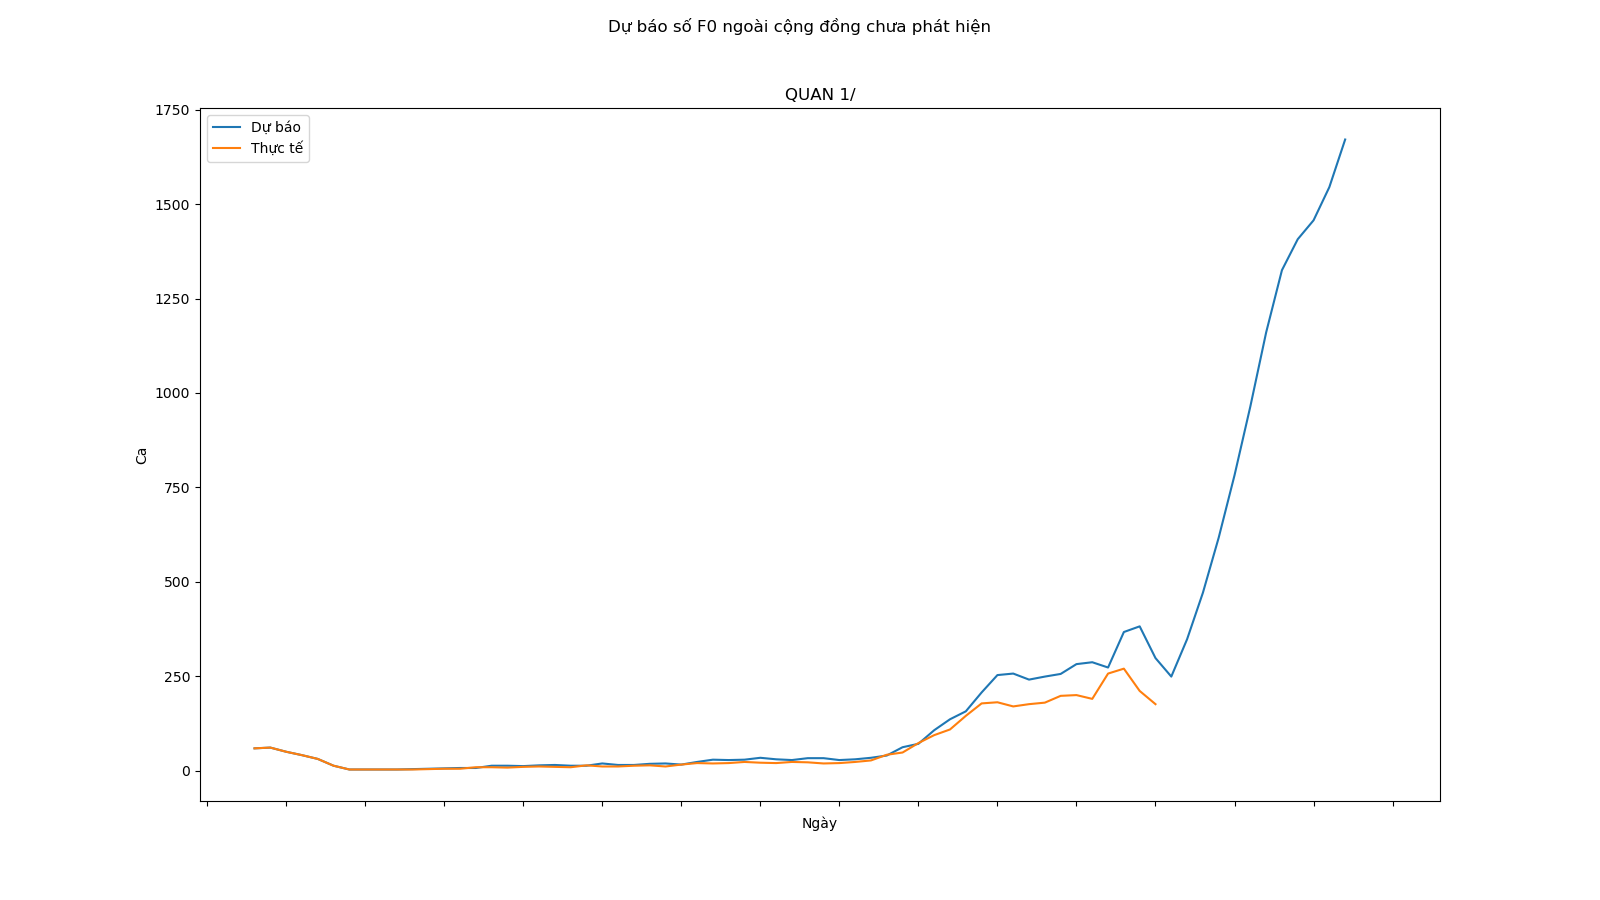 Dự báo số F0 ngoài cộng đồng chưa phát hiện
QUAN 1/
1750
1500
1250
1000
750
500
250
0
Ca
Dự báo
Thực tế
Ngày